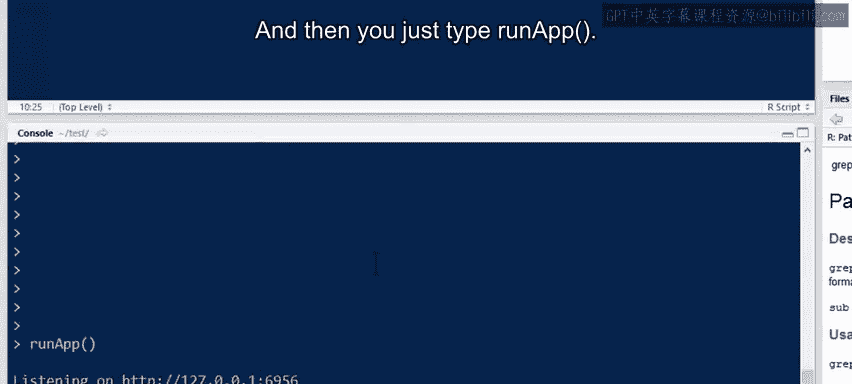 And then you just type runApp().
GPT中英字幕课程资源@bilibili.com
10:25 (Top Level) R Script
Files
Console ~/test/
R: Pat
>
>
grep
>
>
Pa
>
>
Des
>
grep
>
forma
>
sub
>
Usa
> runApp()
grep
Listening on http://127.0.0.1:6956